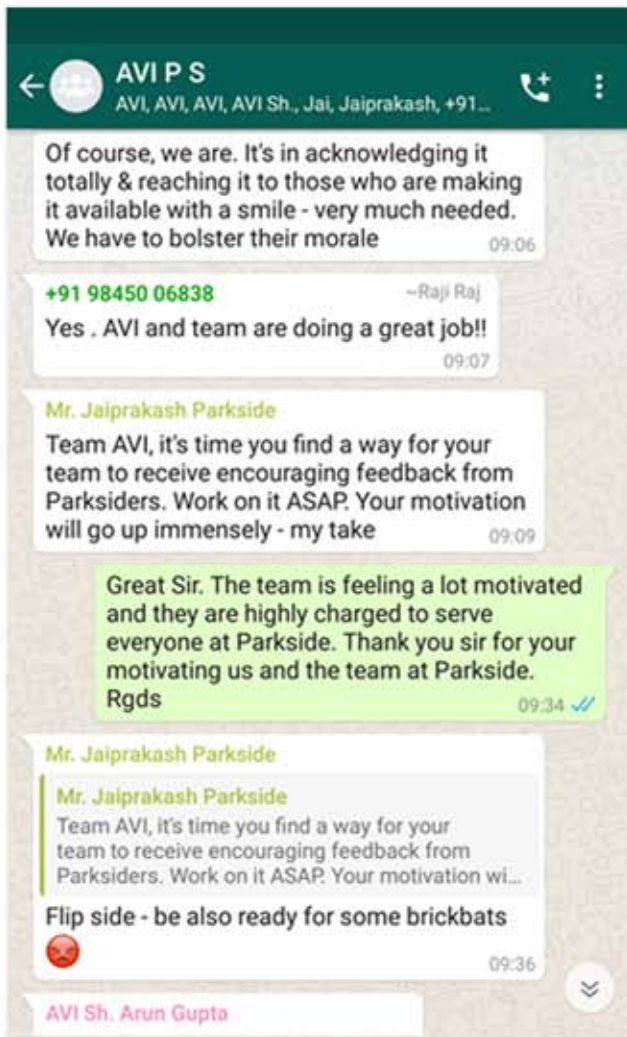 AVI P S
AVI, AVI, AVI, AVI Sh., Jai, Jaiprakash, +91...
Of course, we are. It's in acknowledging it
totally & reaching it to those who are making
it available with a smile - very much needed.
We have to bolster their morale
09:06
+91 98450 06838 ~Raji Raj
Yes . AVI and team are doing a great job!!
09:07
Mr. Jaiprakash Parkside
Team AVI, it's time you find a way for your
team to receive encouraging feedback from
Parksiders. Work on it ASAP. Your motivation
will go up immensely - my take
09:09
Great Sir. The team is feeling a lot motivated
and they are highly charged to serve
everyone at Parkside. Thank you sir for your
motivating us and the team at Parkside.
Rgds
09:34
Mr. Jaiprakash Parkside
Mr. Jaiprakash Parkside
Team AVI, it's time you find a way for your
team to receive encouraging feedback from
Parksiders. Work on it ASAP. Your motivation wi...
Flip side - be also ready for some brickbats
09:36
AVI Sh. Arun Gupta